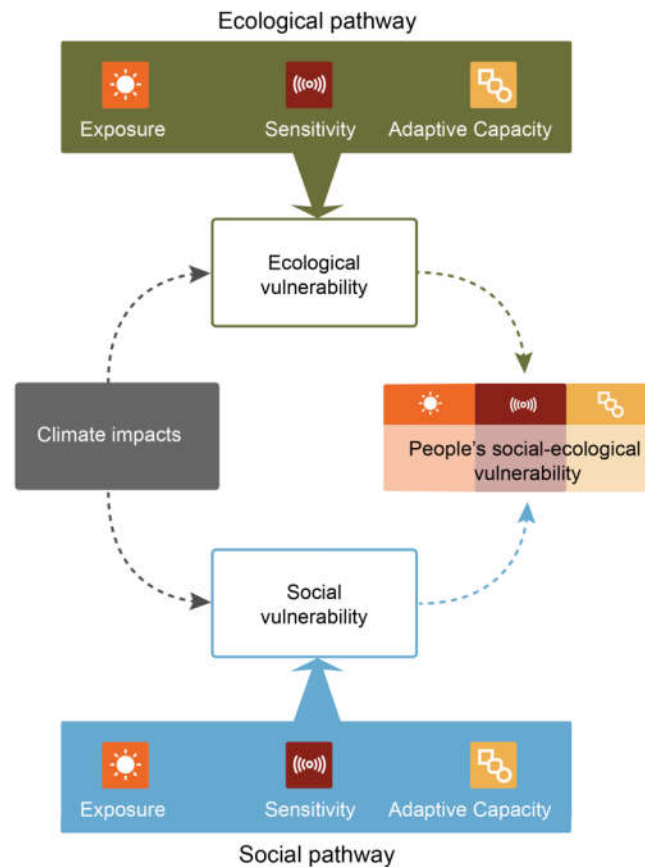 Ecological pathway
Exposure
Sensitivity
Adaptive Capacity
Ecological
vulnerability
Climate impacts
People's social-ecological
vulnerability
Social
vulnerability
Exposure
Sensitivity
Adaptive Capacity
Social pathway